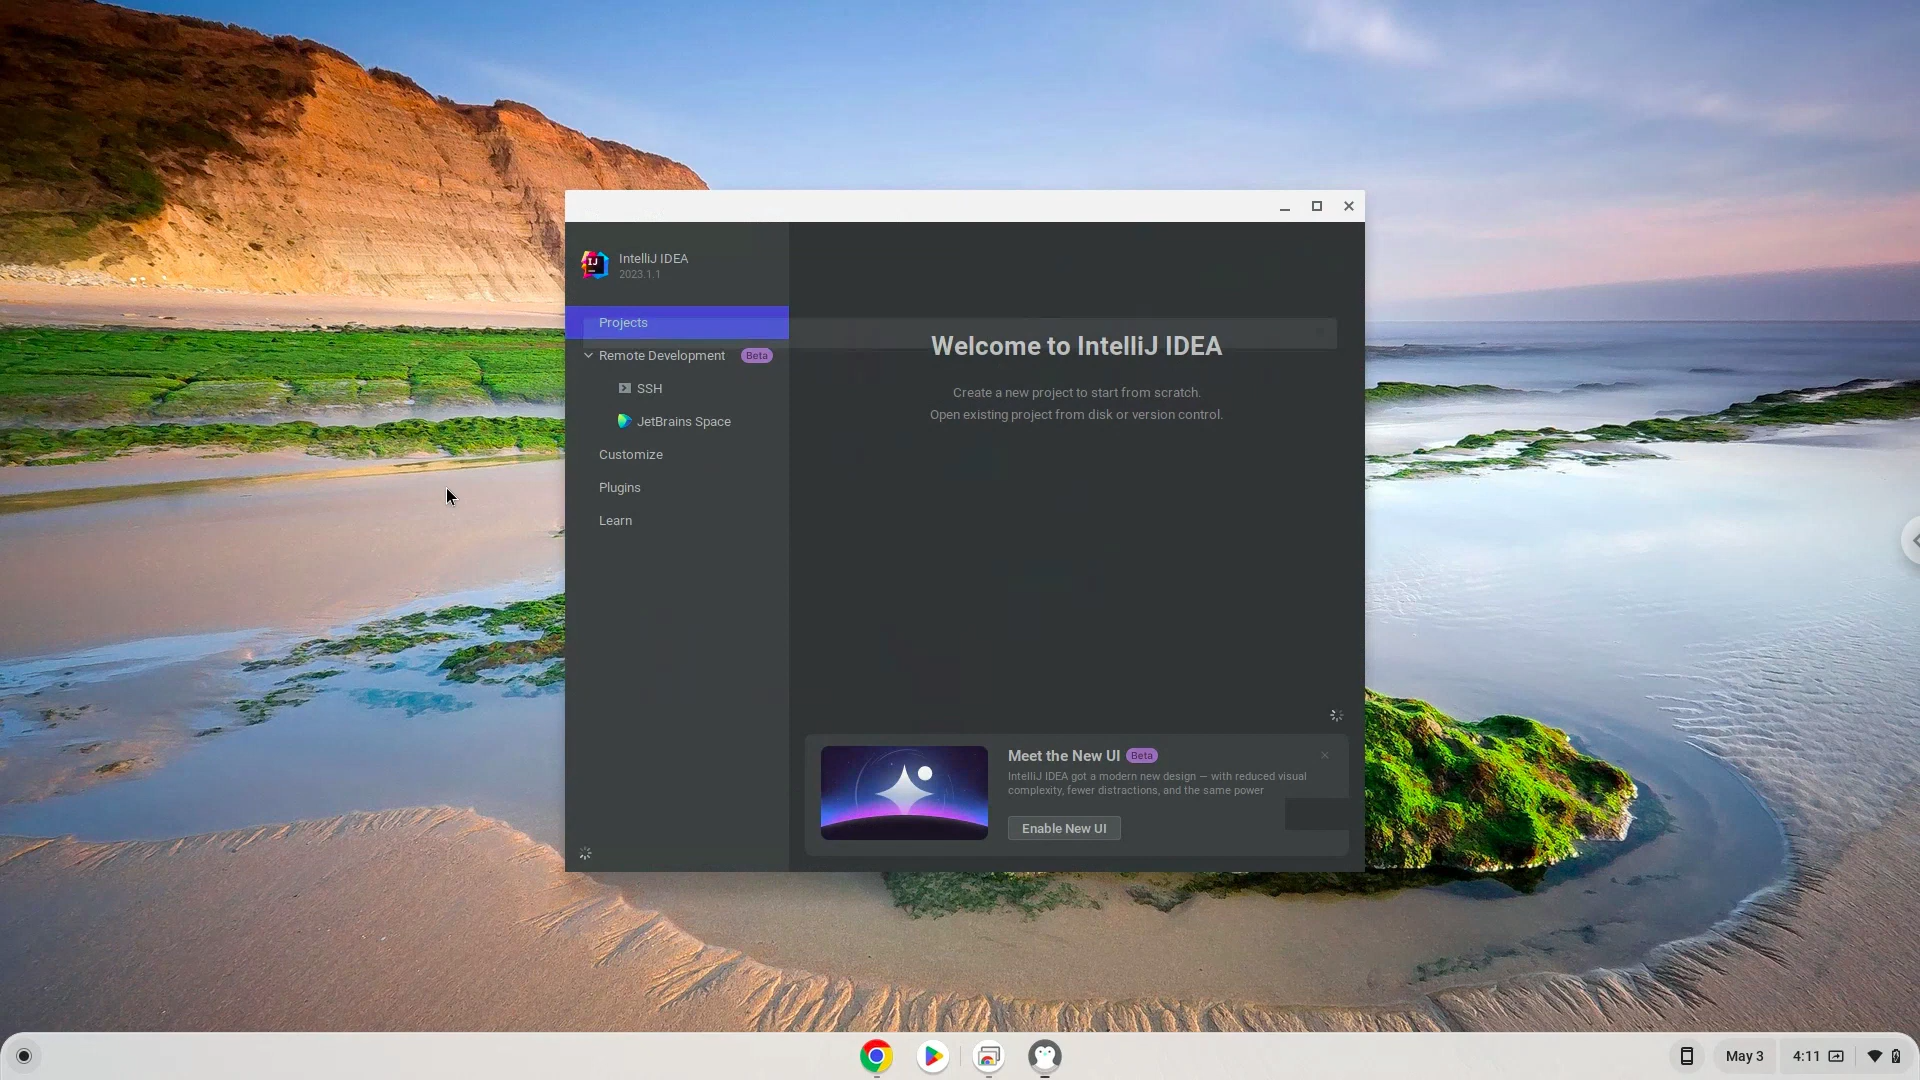 IJ
IntelliJ IDEA
2023.1.1
Projects
Remote Development Beta
SSH
JetBrains Space
Customize
Plugins
Learn
Welcome to IntelliJ IDEA
Create a new project to start from scratch.
Open existing project from disk or version control.
Meet the New UI Beta
IntelliJ IDEA got a modern new design — with reduced visual
complexity, fewer distractions, and the same power
Enable New UI
May 3
4:11